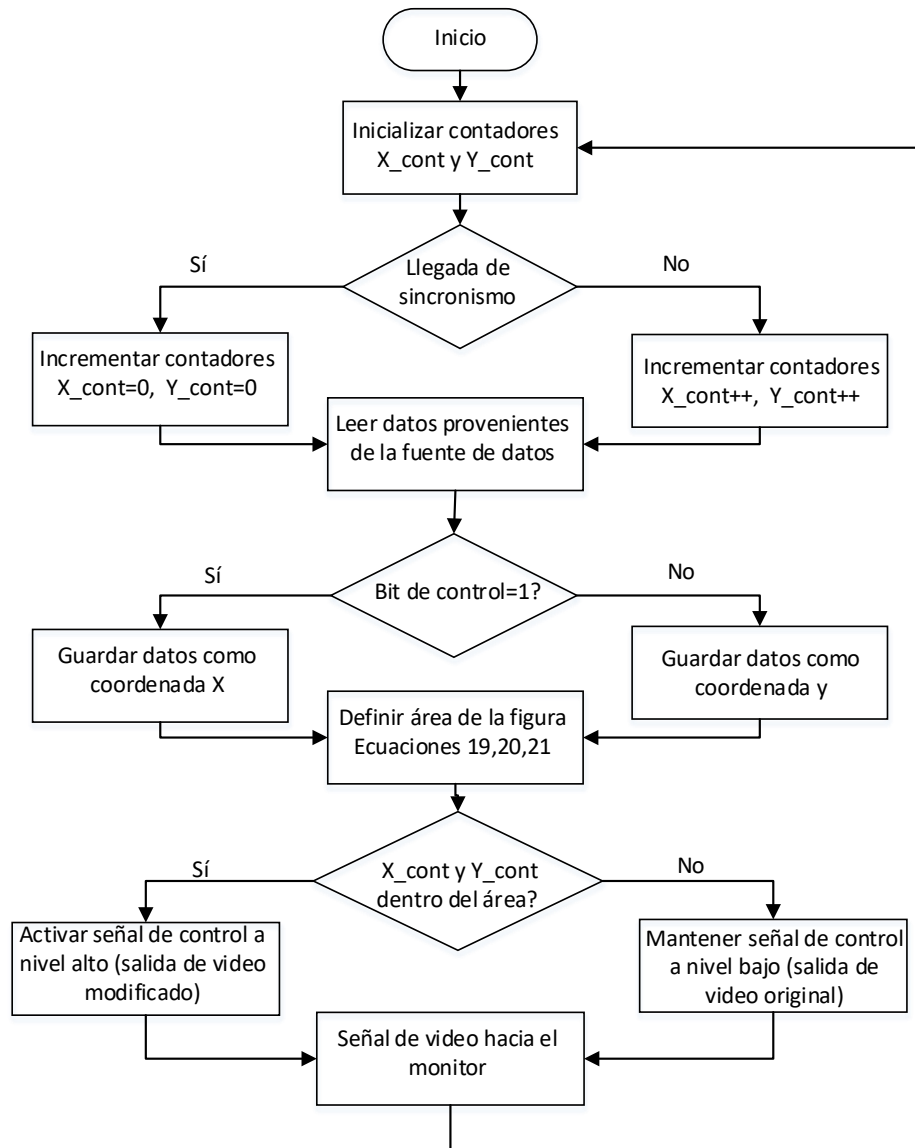 Inicio
Inicializar contadores
X_cont y Y_cont
Llegada de
sincronismo
Sí
No
Incrementar contadores
X_cont=0, Y_cont=0
Incrementar contadores
X_cont++, Y_cont++
Leer datos provenientes
de la fuente de datos
Bit de control=1?
Sí
No
Guardar datos como
coordenada X
Guardar datos como
coordenada y
Definir área de la figura
Ecuaciones 19,20,21
X_cont y Y_cont
dentro del área?
Sí
No
Activar señal de control a
nivel alto (salida de video
modificado)
Mantener señal de control
a nivel bajo (salida de
video original)
Señal de video hacia el
monitor